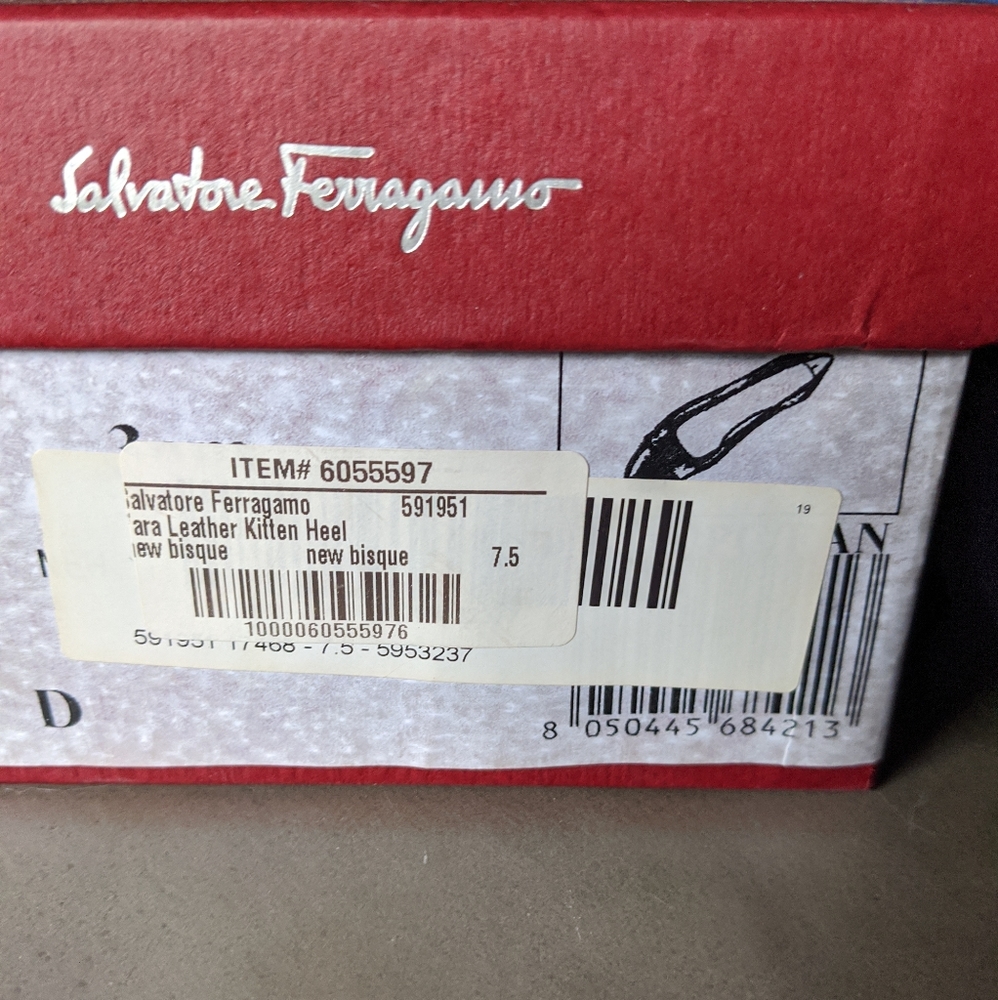 Salvatore Ferragamo
ITEM# 6055597
alvatore Ferragamo 591951
ara Leather Kitten Heel
ew bisque new bisque 7.5
1000060555976
591951 17468 - 7.5 - 5953237
19
AN
D
8 050445 684213